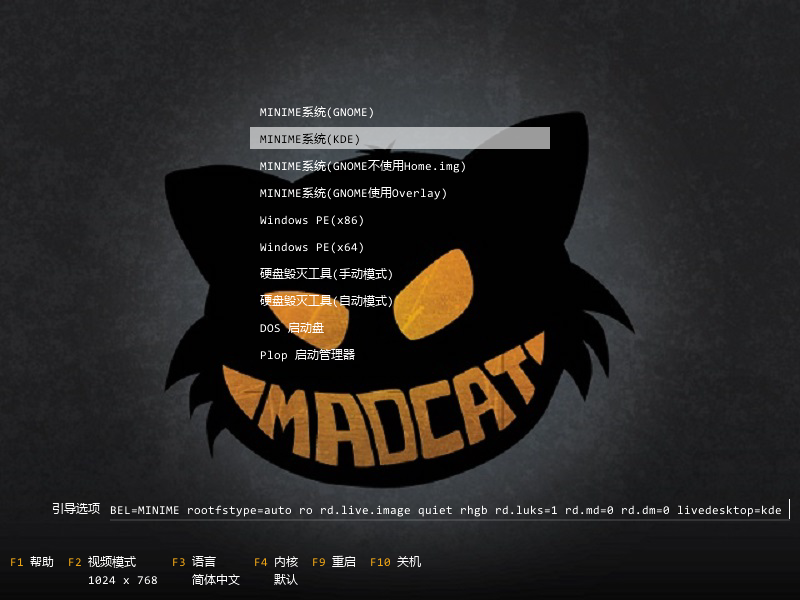 MINIME系统(GNOME)
MINIME系统(KDE)
MINIME系统(GNOME不使用Home.img)
MINIME系统(GNOME使用Overlay)
Windows PE(x86)
Windows PE(x64)
硬盘毁灭工具(手动模式)
硬盘毁灭工具(自动模式)
DOS 启动盘
Plop 启动管理器
MADCAT
引导选项 BEL=MINIME rootfstype=auto ro rd.live.image quiet rhgb rd.luks=1 rd.md=0 rd.dm=0 livedesktop=kde
F1 帮助 F2 视频模式 F3 语言 F4 内核 F9 重启 F10 关机
1024 x 768 简体中文 默认